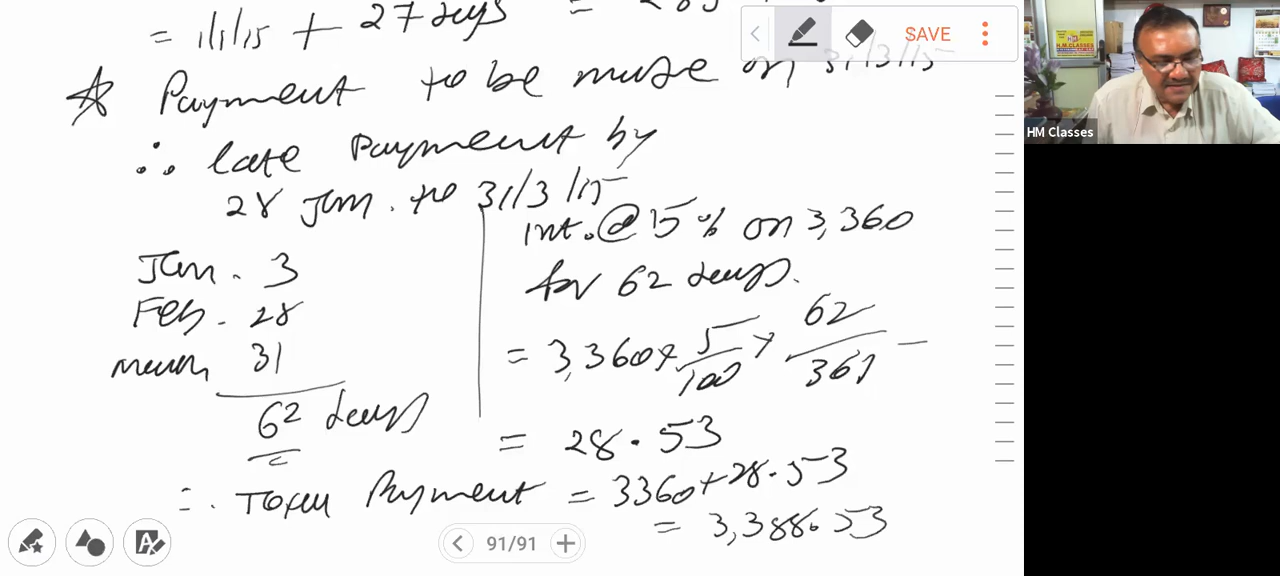 = 1/1/15 + 27 days =
SAVE
☆ Payment to be made on 31/3/15
HM Classes
∴ late payment by
28 Jan. to 31/3/15
Int. @ 5% on 3,360
for 62 days.
Jan - 3
Feb - 28
March 31
62 days
= 3,360 × 5/100 × 62/365 =
= 28.53
∴ Total Payment = 3360 + 28.53
= 3,388.53
91/91